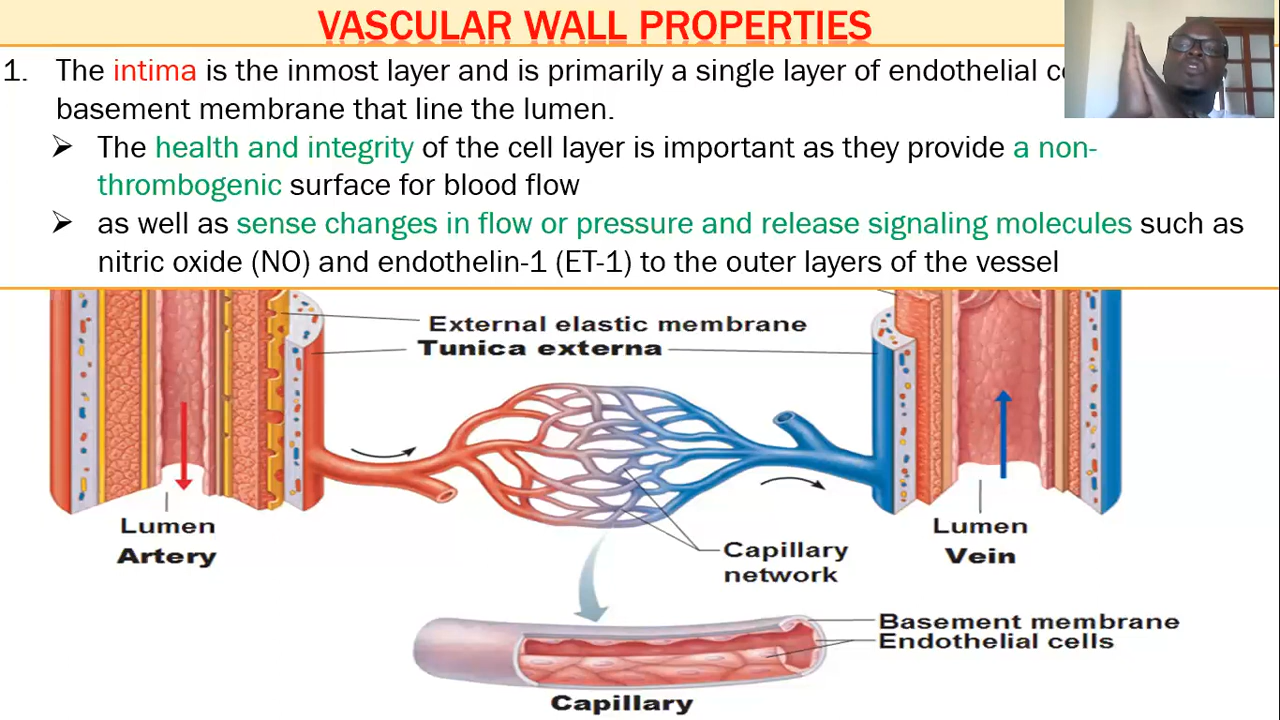 VASCULAR WALL PROPERTIES
1. The intima is the inmost layer and is primarily a single layer of endothelial
basement membrane that line the lumen.
➢ The health and integrity of the cell layer is important as they provide a non-
thrombogenic surface for blood flow
➢ as well as sense changes in flow or pressure and release signaling molecules such as
nitric oxide (NO) and endothelin-1 (ET-1) to the outer layers of the vessel
External elastic membrane
Tunica externa
Lumen
Artery
Lumen
Vein
Capillary
network
Basement membrane
Endothelial cells
Capillary